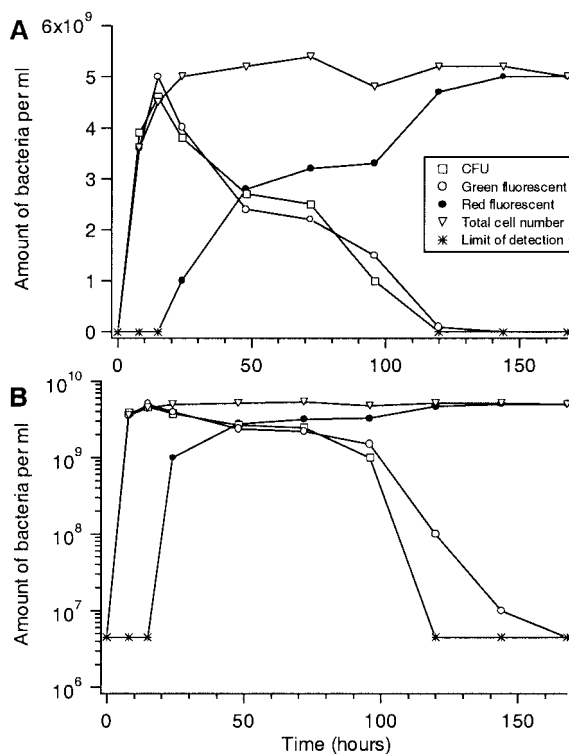 A
6x10⁹
5
4
3
2
1
0
Amount of bacteria per ml
CFU
Green fluorescent
Red fluorescent
Total cell number
Limit of detection
0
50
100
150
B
10¹⁰
10⁹
10⁸
10⁷
10⁶
Amount of bacteria per ml
0
50
100
150
Time (hours)